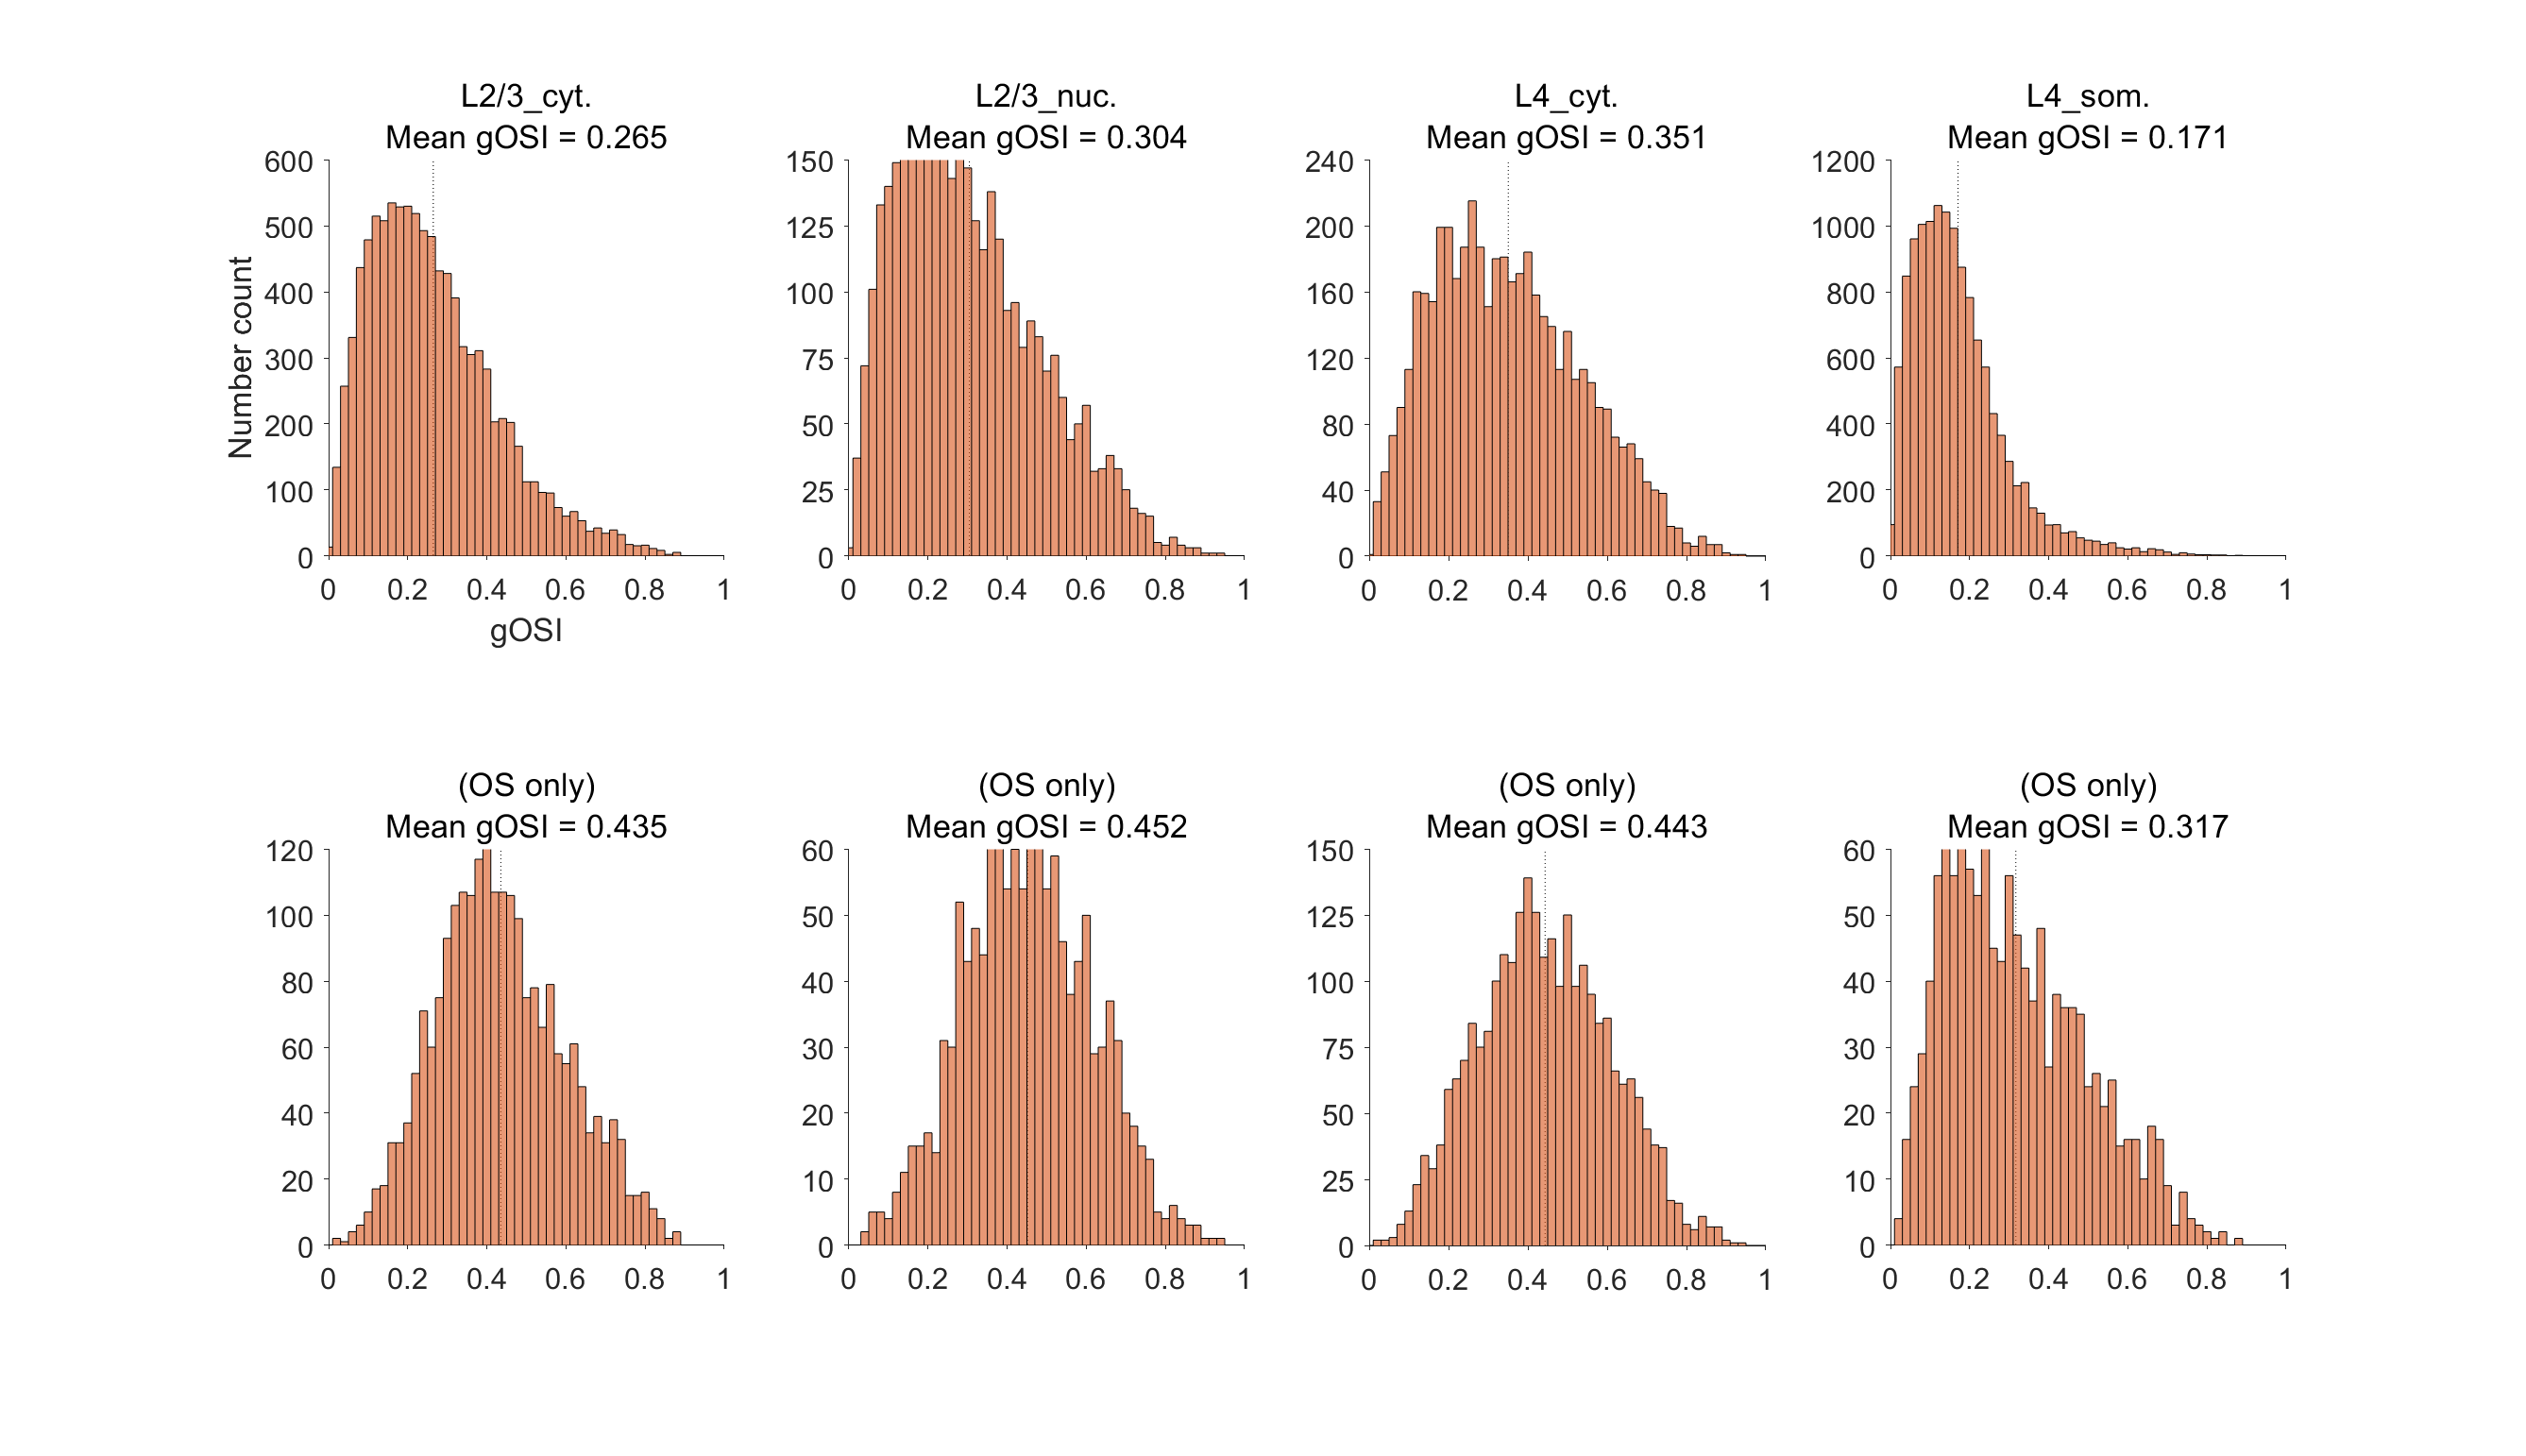 L2/3_cyt.
Mean gOSI = 0.265
L2/3_nuc.
Mean gOSI = 0.304
L4_cyt.
Mean gOSI = 0.351
L4_som.
Mean gOSI = 0.171
Number count
600
500
400
300
200
100
0
0 0.2 0.4 0.6 0.8 1
gOSI
150
125
100
75
50
25
0
0 0.2 0.4 0.6 0.8 1
240
200
160
120
80
40
0
0 0.2 0.4 0.6 0.8 1
1200
1000
800
600
400
200
0
0 0.2 0.4 0.6 0.8 1
(OS only)
Mean gOSI = 0.435
(OS only)
Mean gOSI = 0.452
(OS only)
Mean gOSI = 0.443
(OS only)
Mean gOSI = 0.317
120
100
80
60
40
20
0
0 0.2 0.4 0.6 0.8 1
60
50
40
30
20
10
0
0 0.2 0.4 0.6 0.8 1
150
125
100
75
50
25
0
0 0.2 0.4 0.6 0.8 1
60
50
40
30
20
10
0
0 0.2 0.4 0.6 0.8 1